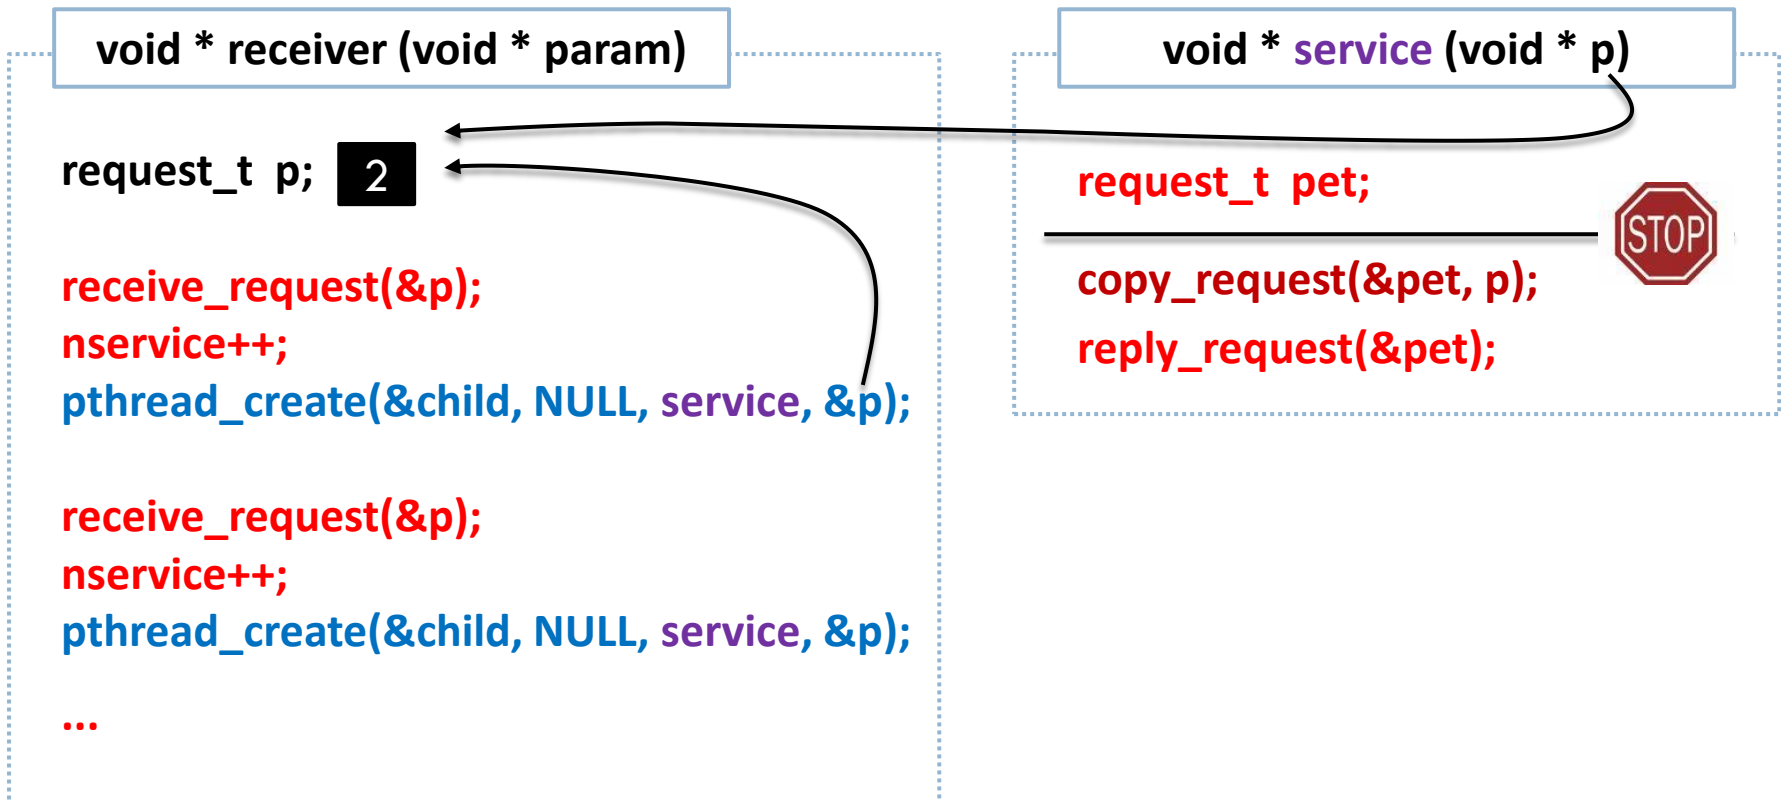 void * receiver (void * param)
request_t p; 2
receive_request(&p);
nservice++;
pthread_create(&child, NULL, service, &p);
receive_request(&p);
nservice++;
pthread_create(&child, NULL, service, &p);
...
void * service (void * p)
request_t pet;
STOP
copy_request(&pet, p);
reply_request(&pet);